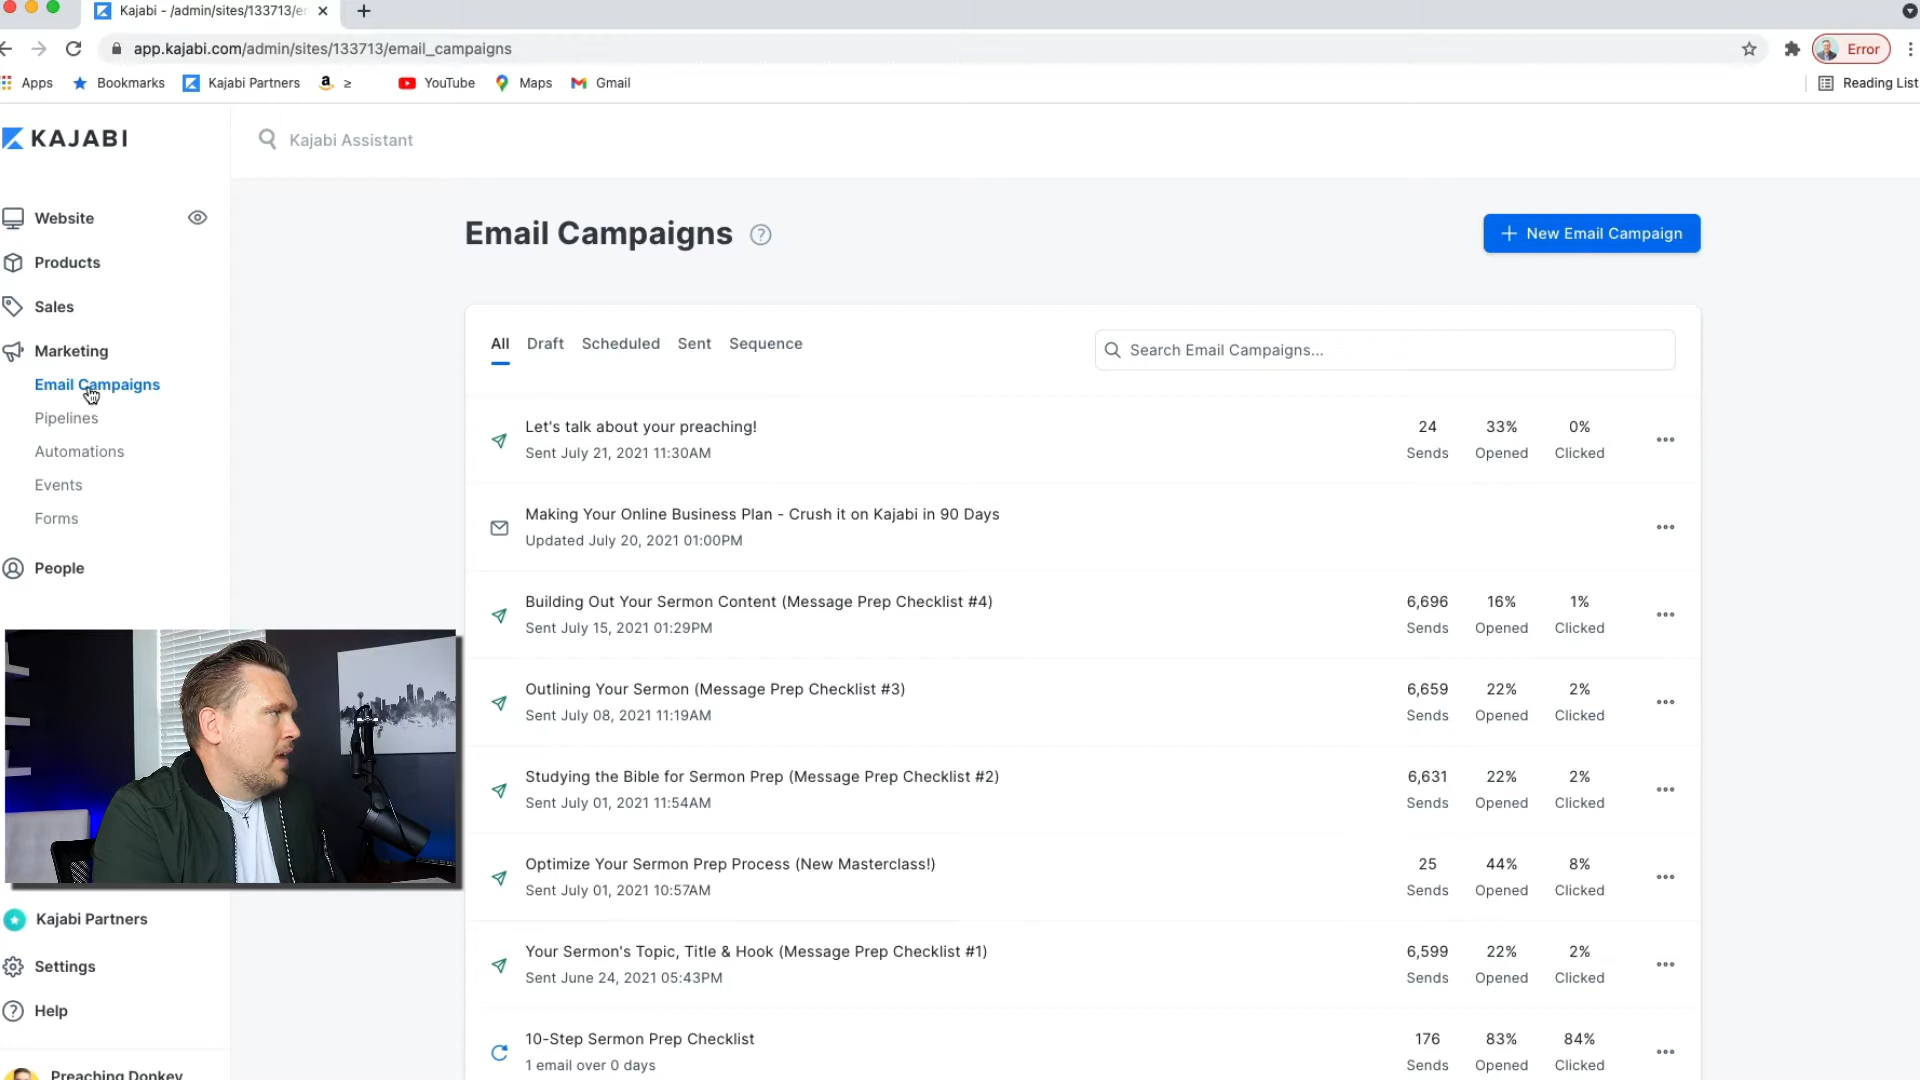 Kajabi - /admin/sites/133713/e
app.kajabi.com/admin/sites/133713/email_campaigns
Error
Apps
Bookmarks
Kajabi Partners
YouTube
Maps
Gmail
Reading List
KAJABI
Kajabi Assistant
Website
Products
Sales
Marketing
Email Campaigns
Pipelines
Automations
Events
Forms
People
Kajabi Partners
Settings
Help
Preaching Donkey
Email Campaigns
+ New Email Campaign
All Draft Scheduled Sent Sequence
Search Email Campaigns...
Let's talk about your preaching! 24 33% 0%
Sent July 21, 2021 11:30AM Sends Opened Clicked
Making Your Online Business Plan - Crush it on Kajabi in 90 Days
Updated July 20, 2021 01:00PM
Building Out Your Sermon Content (Message Prep Checklist #4) 6,696 16% 1%
Sent July 15, 2021 01:29PM Sends Opened Clicked
Outlining Your Sermon (Message Prep Checklist #3) 6,659 22% 2%
Sent July 08, 2021 11:19AM Sends Opened Clicked
Studying the Bible for Sermon Prep (Message Prep Checklist #2) 6,631 22% 2%
Sent July 01, 2021 11:54AM Sends Opened Clicked
Optimize Your Sermon Prep Process (New Masterclass!) 25 44% 8%
Sent July 01, 2021 10:57AM Sends Opened Clicked
Your Sermon's Topic, Title & Hook (Message Prep Checklist #1) 6,599 22% 2%
Sent June 24, 2021 05:43PM Sends Opened Clicked
10-Step Sermon Prep Checklist 176 83% 84%
1 email over 0 days Sends Opened Clicked